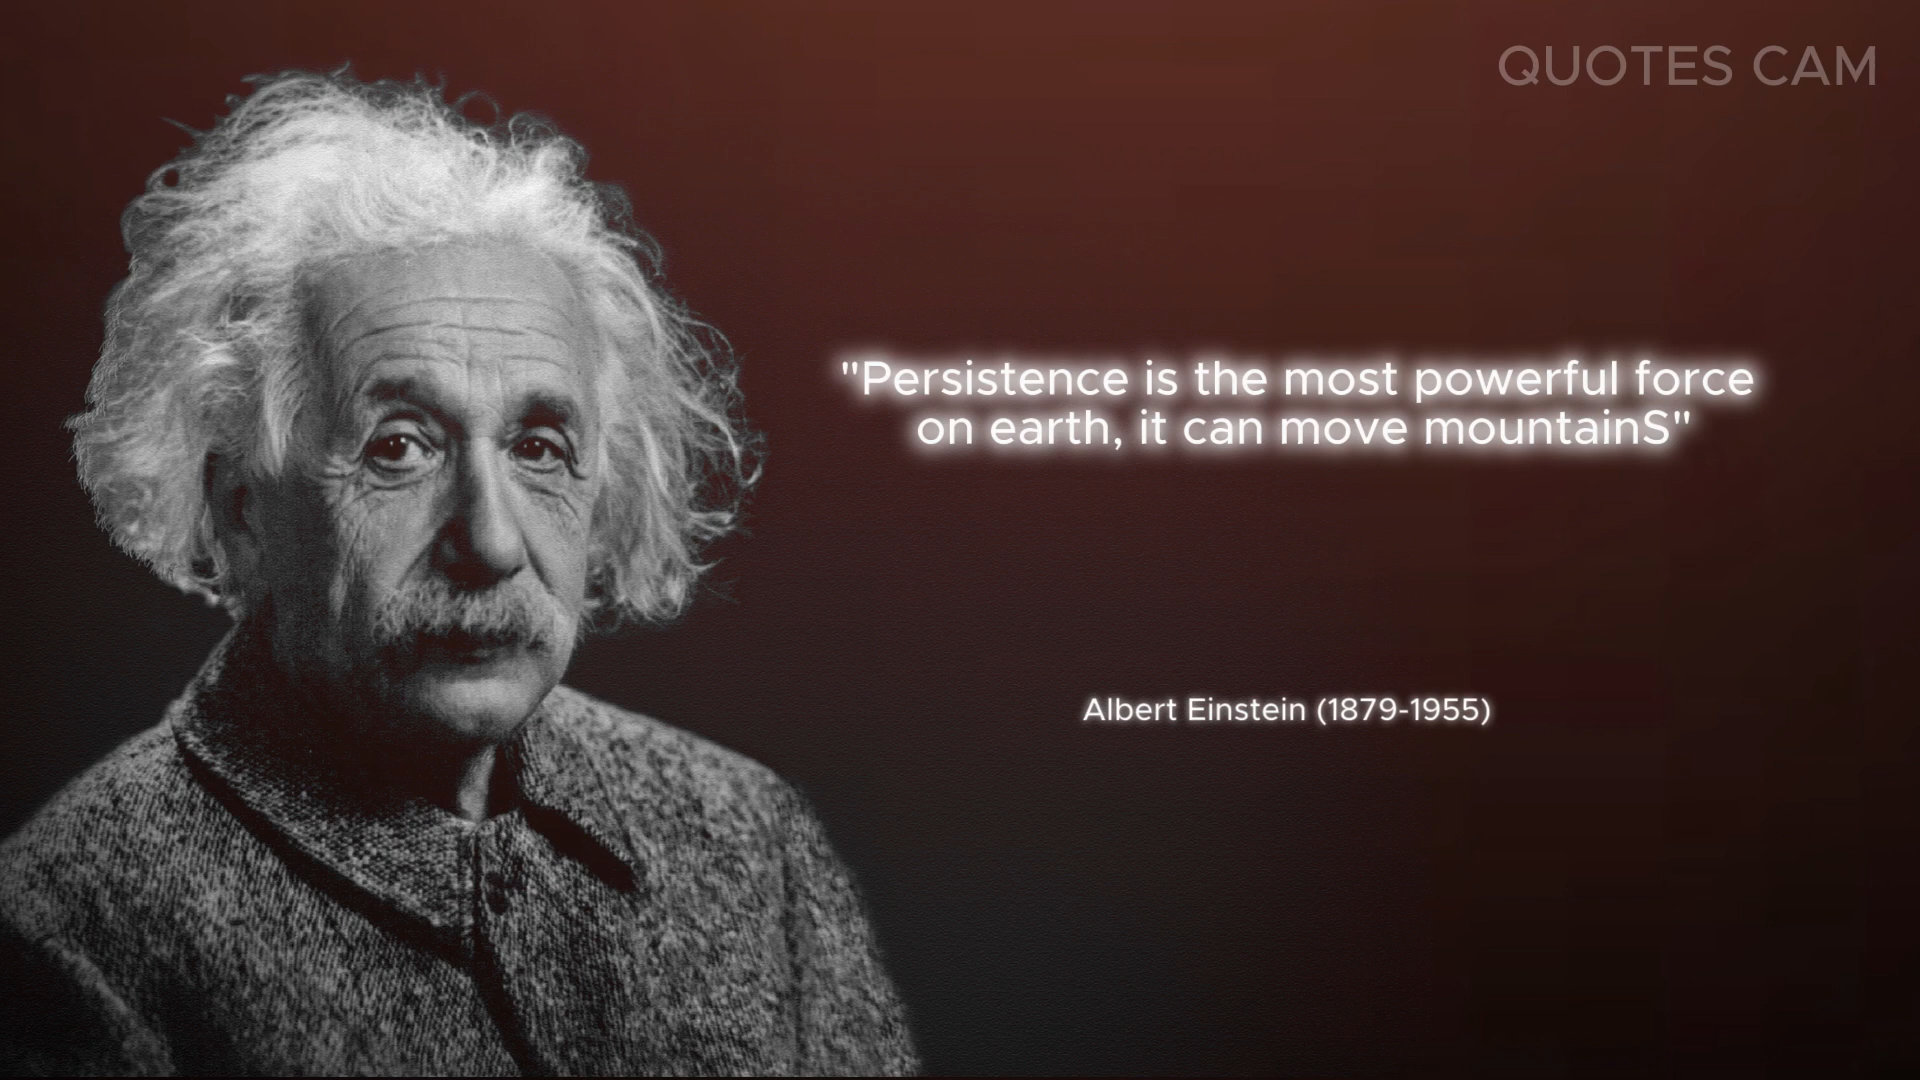 QUOTES CAM
"Persistence is the most powerful force
on earth, it can move mountainS"
Albert Einstein (1879-1955)